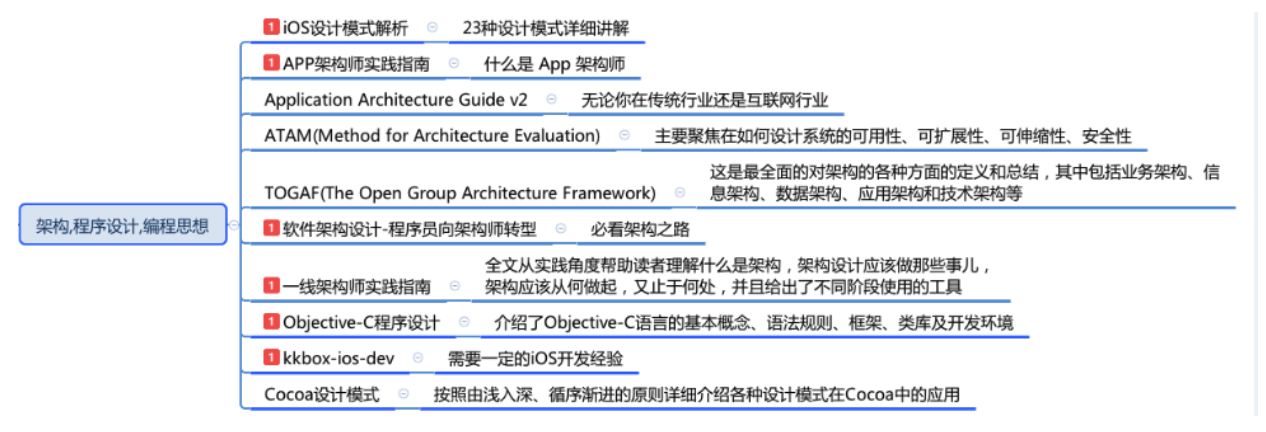 1 iOS设计模式解析 23种设计模式详细讲解
1 APP架构师实践指南 什么是 App 架构师
Application Architecture Guide v2 无论你在传统行业还是互联网行业
ATAM(Method for Architecture Evaluation) 主要聚焦在如何设计系统的可用性、可扩展性、可伸缩性、安全性
这是最全面的对架构的各种方面的定义和总结，其中包括业务架构、信
TOGAF(The Open Group Architecture Framework) 息架构、数据架构、应用架构和技术架构等
架构,程序设计,编程思想
1 软件架构设计-程序员向架构师转型 必看架构之路
全文从实践角度帮助读者理解什么是架构，架构设计应该做那些事儿，
1 一线架构师实践指南 架构应该从何做起，又止于何处，并且给出了不同阶段使用的工具
1 Objective-C程序设计 介绍了Objective-C语言的基本概念、语法规则、框架、类库及开发环境
1 kkbox-ios-dev 需要一定的iOS开发经验
Cocoa设计模式 按照由浅入深、循序渐进的原则详细介绍各种设计模式在Cocoa中的应用